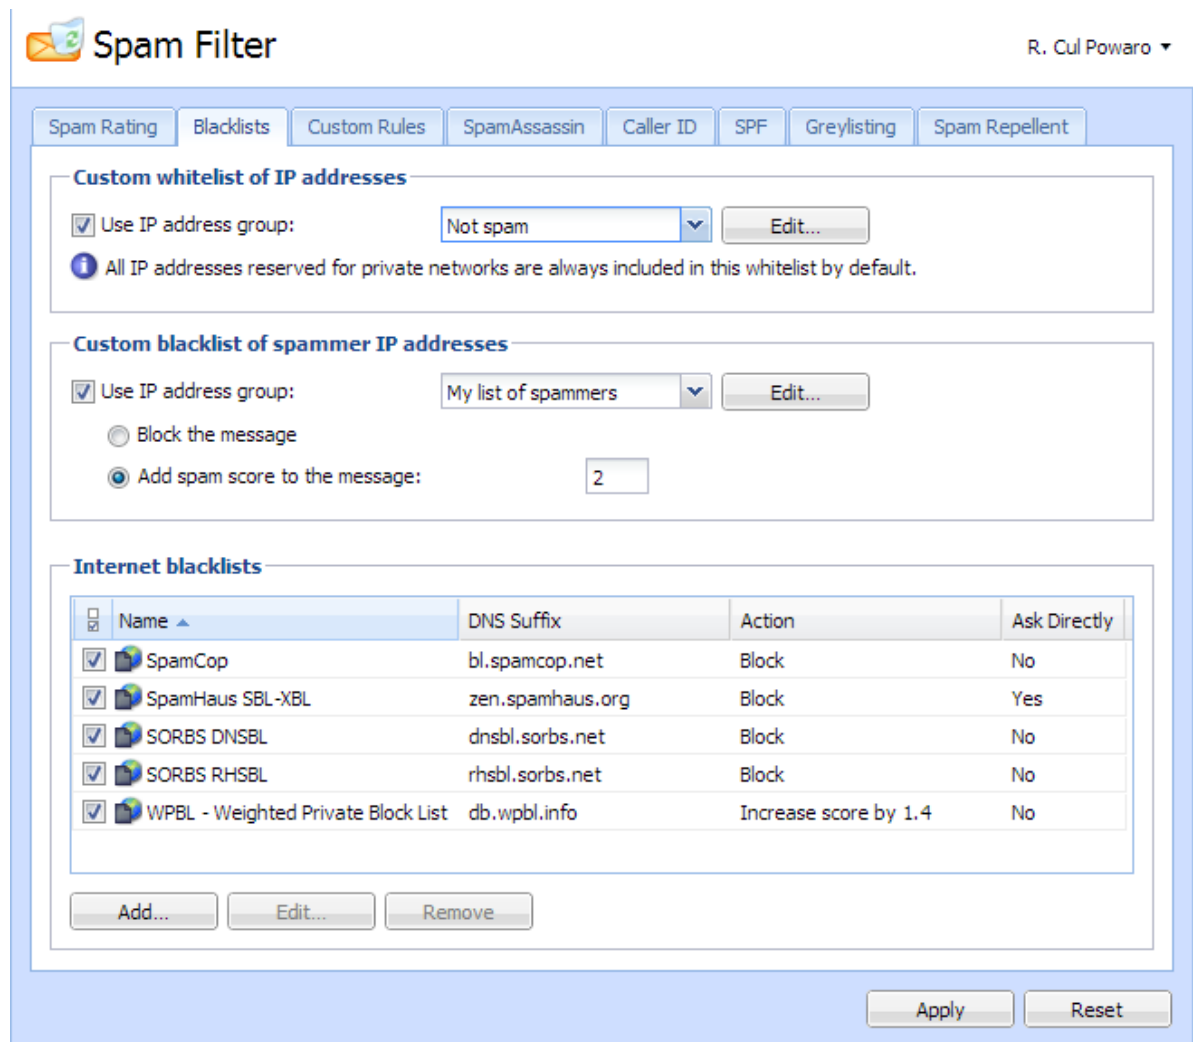 Spam Filter
R. Cul Powaro
Spam Rating Blacklists Custom Rules SpamAssassin Caller ID SPF Greylisting Spam Repellent
Custom whitelist of IP addresses
Use IP address group: Not spam Edit...
All IP addresses reserved for private networks are always included in this whitelist by default.
Custom blacklist of spammer IP addresses
Use IP address group: My list of spammers Edit...
Block the message
Add spam score to the message: 2
Internet blacklists
Name DNS Suffix Action Ask Directly
SpamCop bl.spamcop.net Block No
SpamHaus SBL-XBL zen.spamhaus.org Block Yes
SORBS DNSBL dnsbl.sorbs.net Block No
SORBS RHSBL rhsbl.sorbs.net Block No
WPBL - Weighted Private Block List db.wpbl.info Increase score by 1.4 No
Add... Edit... Remove
Apply Reset